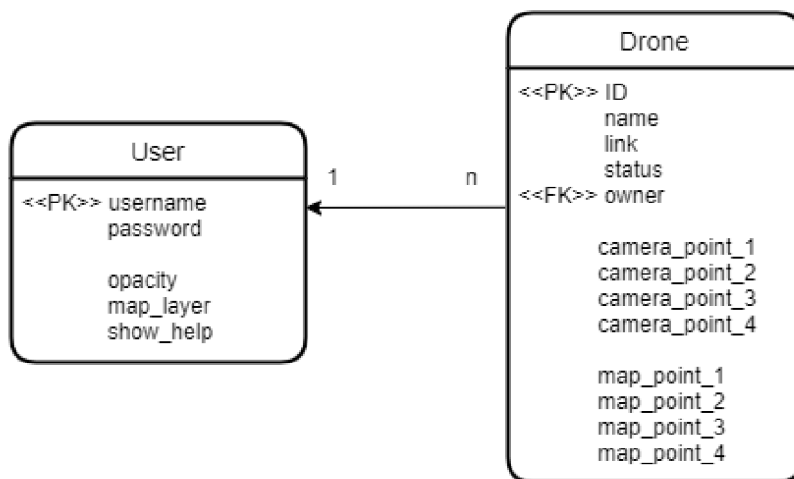 User
<<PK>> username
password
opacity
map_layer
show_help
1
n
Drone
<<PK>> ID
name
link
status
<<FK>> owner
camera_point_1
camera_point_2
camera_point_3
camera_point_4
map_point_1
map_point_2
map_point_3
map_point_4